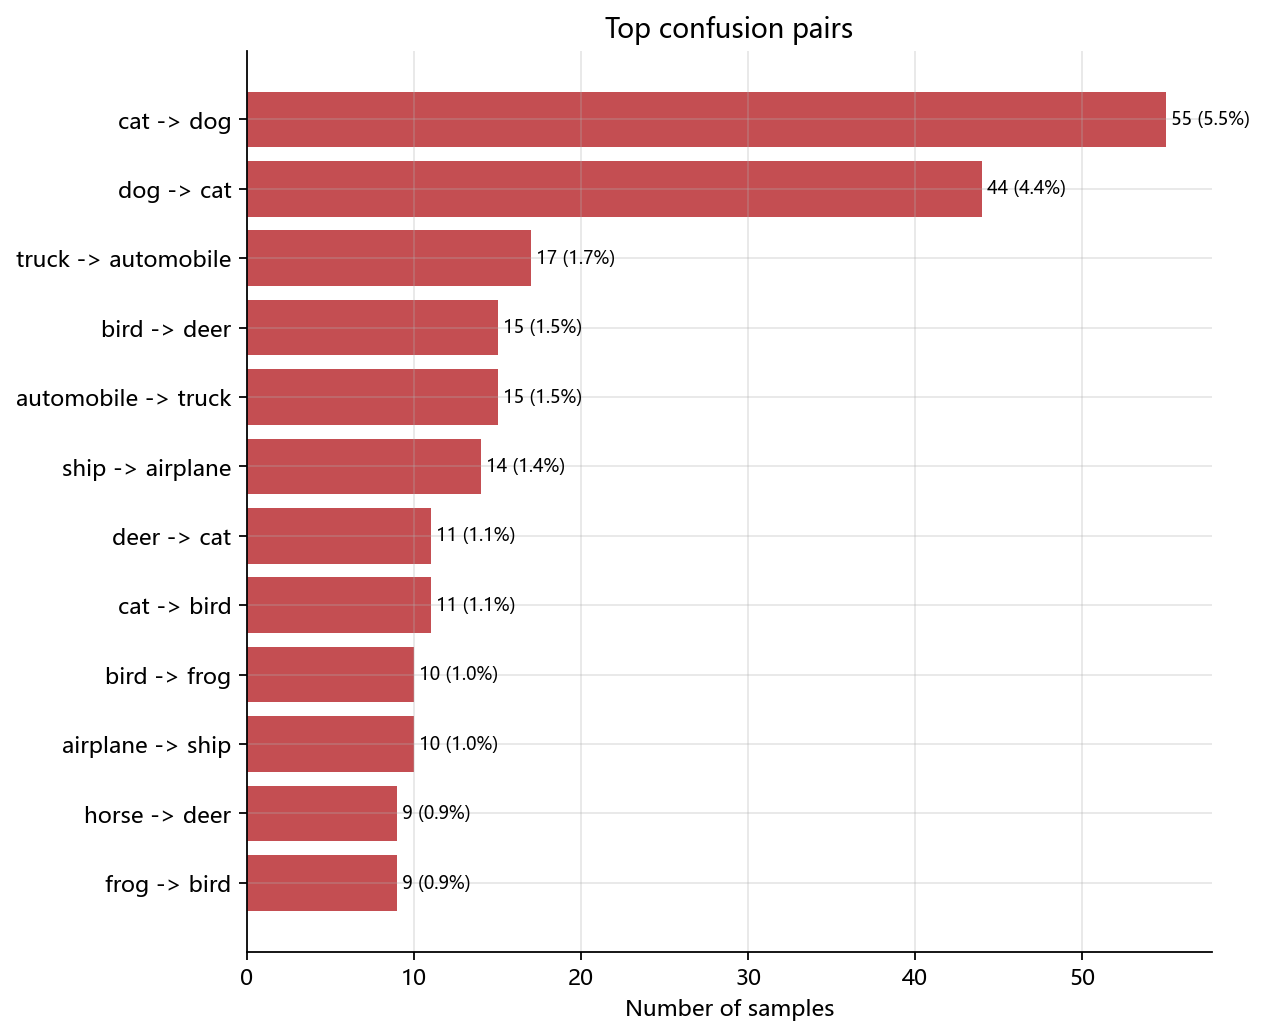 Top confusion pairs
cat -> dog
55 (5.5%)
dog -> cat
44 (4.4%)
truck -> automobile
17 (1.7%)
bird -> deer
15 (1.5%)
automobile -> truck
15 (1.5%)
ship -> airplane
14 (1.4%)
deer -> cat
11 (1.1%)
cat -> bird
11 (1.1%)
bird -> frog
10 (1.0%)
airplane -> ship
10 (1.0%)
horse -> deer
9 (0.9%)
frog -> bird
9 (0.9%)
0 10 20 30 40 50
Number of samples